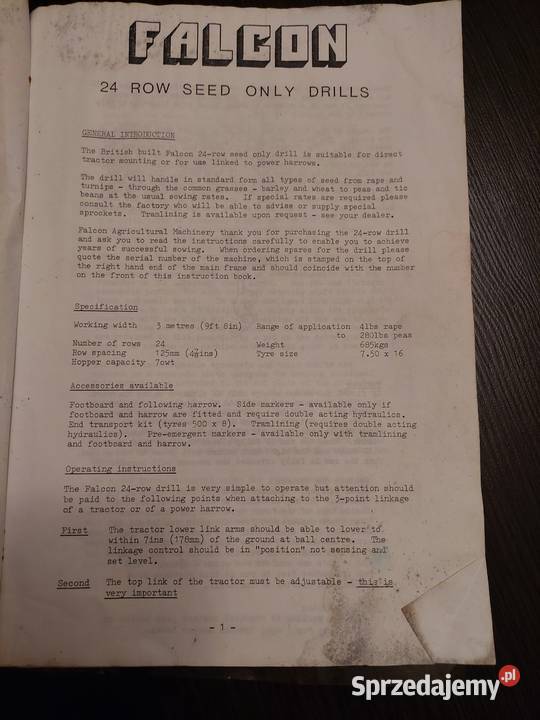 FALCON
24 ROW SEED ONLY DRILLS
GENERAL INTRODUCTION
The British built Falcon 24-row seed only drill is suitable for direct
tractor mounting or for use linked to power harrows.
The drill will handle in standard form all types of seed from rape and
turnips - through the common grasses - barley and wheat to peas and tic
beans at the usual sowing rates. If special rates are required please
consult the factory who will be able to advise or supply special
sprockets. Tramlining is available upon request - see your dealer.
Falcon Agricultural Machinery thank you for purchasing the 24-row drill
and ask you to read the instructions carefully to enable you to achieve
years of successful sowing. When ordering spares for the drill please
quote the serial number of the machine, which is stamped on the top of
the right hand end of the main frame and should coincide with the number
on the front of this instruction book.
Specification
Working width 3 metres (9ft 8in) Range of application 4lbs rape
to 280lbs peas
Number of rows 24 Weight 685kgs
Row spacing 125mm (4⅞ins) Tyre size 7.50 x 16
Hopper capacity 7cwt
Accessories available
Footboard and following harrow. Side markers - available only if
footboard and harrow are fitted and require double acting hydraulics.
End transport kit (tyres 500 x 8). Tramlining (requires double acting
hydraulics). Pre-emergent markers - available only with tramlining
and footboard and harrow.
Operating instructions
The Falcon 24-row drill is very simple to operate but attention should
be paid to the following points when attaching to the 3-point linkage
of a tractor or of a power harrow.
First The tractor lower link arms should be able to lower to
within 7ins (178mm) of the ground at ball centre. The
linkage control should be in "position" not sensing and
set level.
Second The top link of the tractor must be adjustable - this is
very important
- 1 -
Sprzedajemy.pl